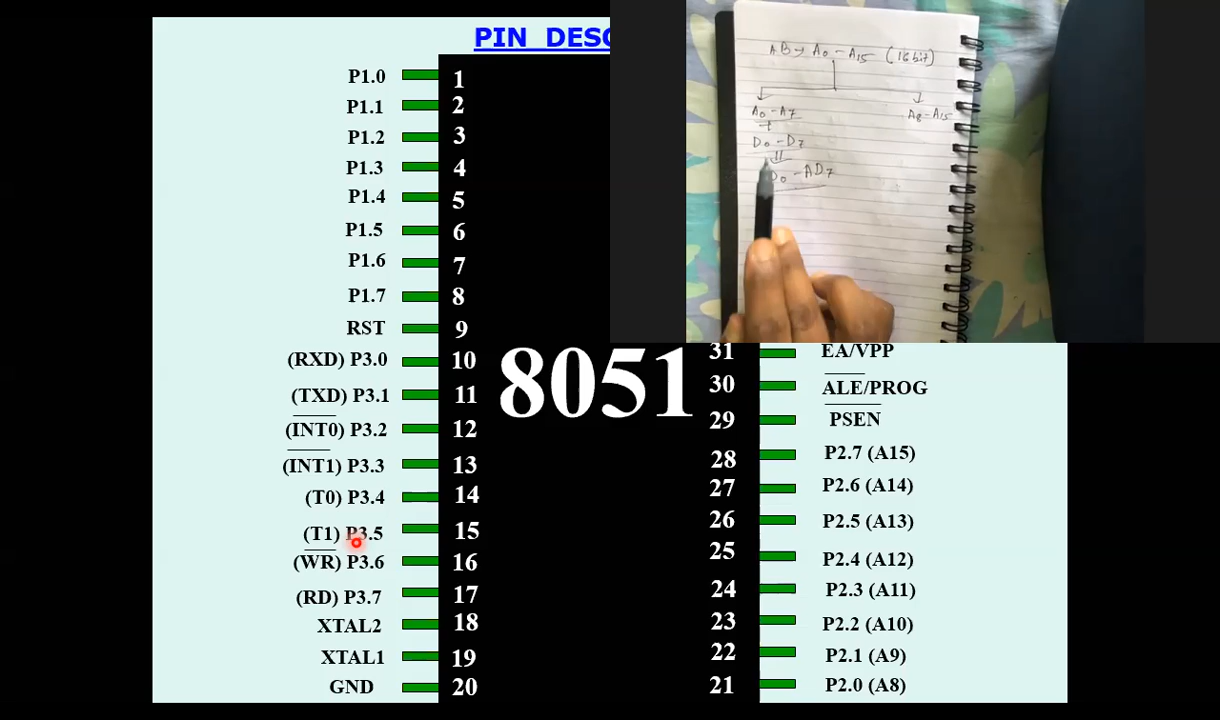 PIN DESC
P1.0 1
P1.1 2
P1.2 3
P1.3 4
P1.4 5
P1.5 6
P1.6 7
P1.7 8
RST 9
(RXD) P3.0 10
(TXD) P3.1 11
(INT0) P3.2 12
(INT1) P3.3 13
(T0) P3.4 14
(T1) P3.5 15
(WR) P3.6 16
(RD) P3.7 17
XTAL2 18
XTAL1 19
GND 20
8051
31 EA/VPP
30 ALE/PROG
29 PSEN
28 P2.7 (A15)
27 P2.6 (A14)
26 P2.5 (A13)
25 P2.4 (A12)
24 P2.3 (A11)
23 P2.2 (A10)
22 P2.1 (A9)
21 P2.0 (A8)
AB → A0 - A15 (16 bit)
A0 - A7 A8 - A15
+
D0 - D7
D0 - AD7